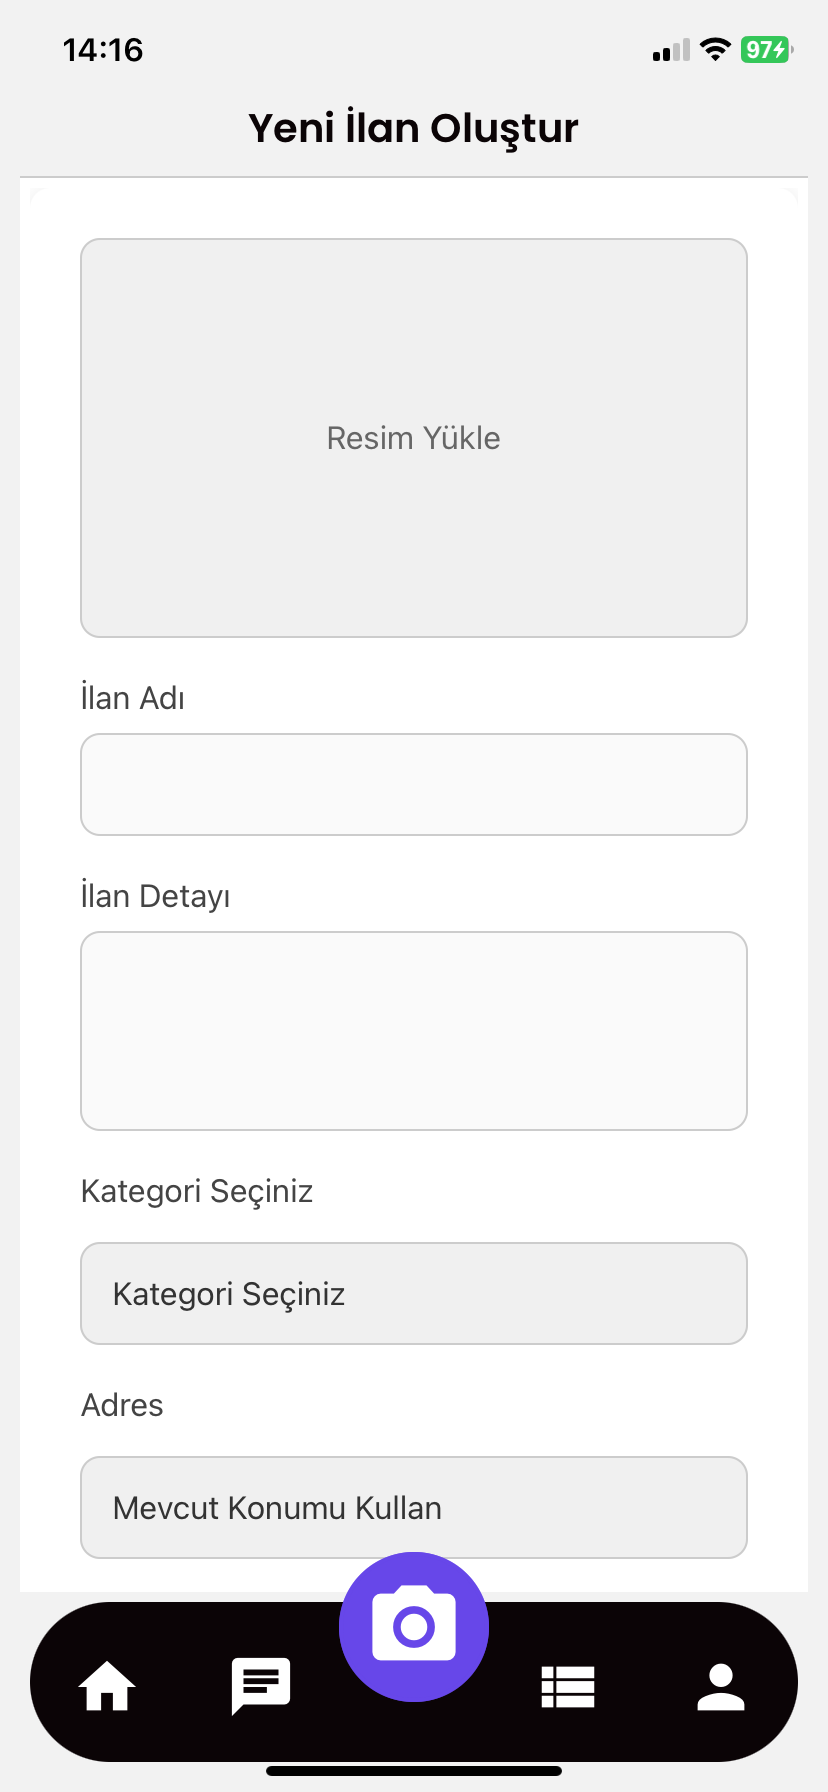 14:16
97
Yeni İlan Oluştur
Resim Yükle
İlan Adı
İlan Detayı
Kategori Seçiniz
Kategori Seçiniz
Adres
Mevcut Konumu Kullan